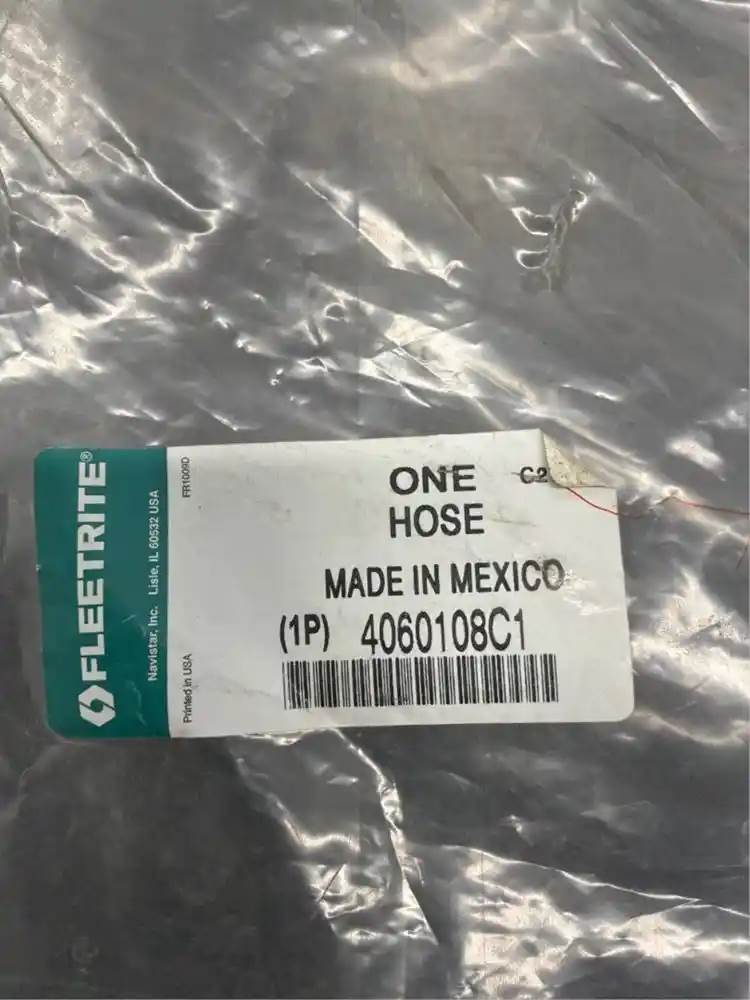 FLEETRITE®
Navistar, Inc. Lisle, IL 60532 USA
FR1009D
Printed in USA
ONE C2
HOSE
MADE IN MEXICO
(1P) 4060108C1